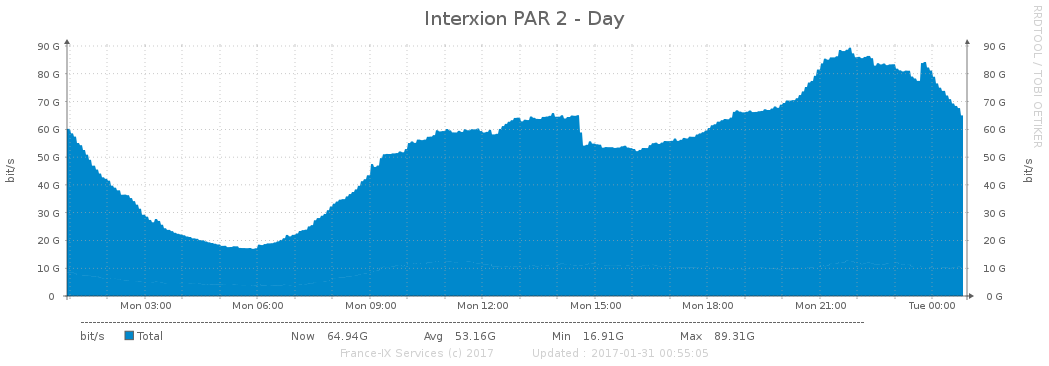 Interxion PAR 2 - Day
RRDTOOL / TOBI OETIKER
bit/s
90 G 90 G
80 G 80 G
70 G 70 G
60 G 60 G
50 G 50 G
40 G 40 G
30 G 30 G
20 G 20 G
10 G 10 G
0 0 G
bit/s
Mon 03:00 Mon 06:00 Mon 09:00 Mon 12:00 Mon 15:00 Mon 18:00 Mon 21:00 Tue 00:00
bit/s Total Now 64.94G Avg 53.16G Min 16.91G Max 89.31G
France-IX Services (c) 2017 Updated : 2017-01-31 00:55:05